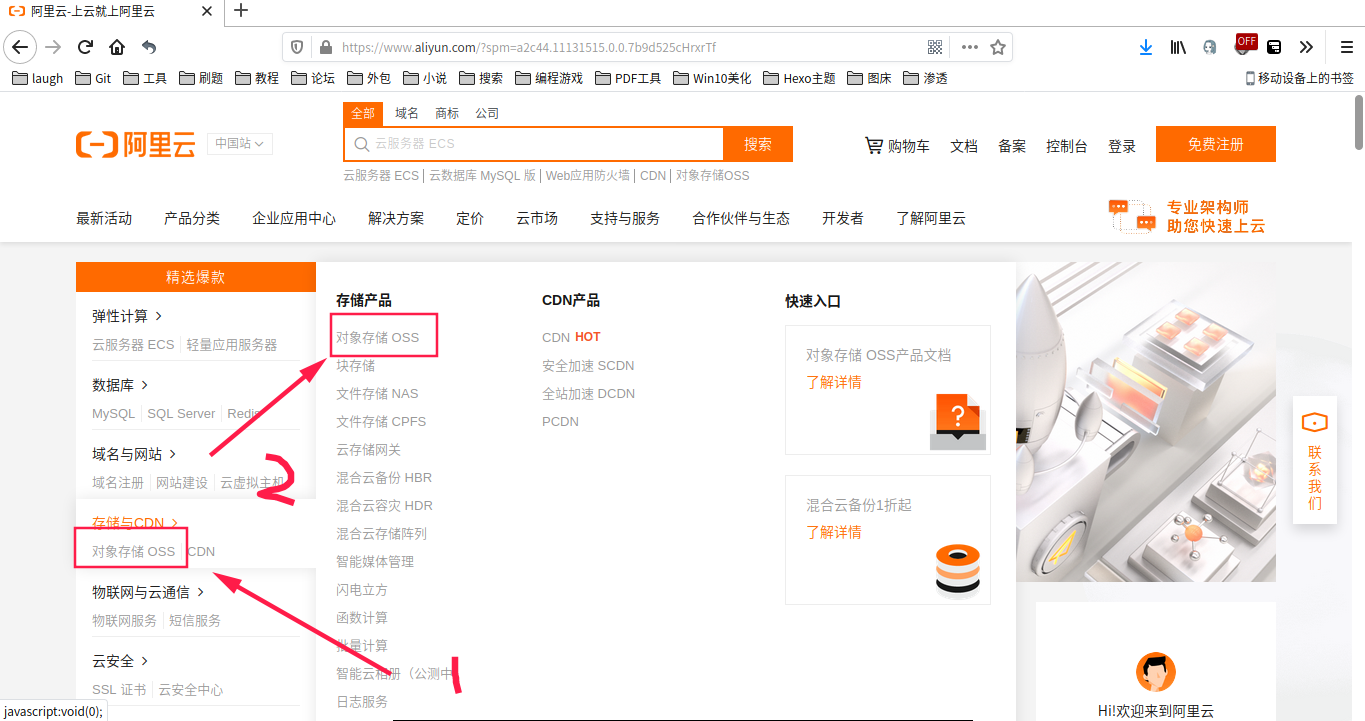 阿里云-上云就上阿里云
https://www.aliyun.com/?spm=a2c44.11131515.0.0.7b9d525cHrxrTf
OFF
laugh Git 工具 刷题 教程 论坛 外包 小说 搜索 编程游戏 PDF工具 Win10美化 Hexo主题 图床 渗透 移动设备上的书签
全部 域名 商标 公司
阿里云 中国站 云服务器 ECS 搜索 购物车 文档 备案 控制台 登录 免费注册
云服务器 ECS | 云数据库 MySQL 版 | Web应用防火墙 | CDN | 对象存储OSS
最新活动 产品分类 企业应用中心 解决方案 定价 云市场 支持与服务 合作伙伴与生态 开发者 了解阿里云
专业架构师
助您快速上云
精选爆款
弹性计算
云服务器 ECS 轻量应用服务器
数据库
MySQL SQL Server Redis
域名与网站
域名注册 网站建设 云虚拟主机
2
存储与CDN
对象存储 OSS CDN
物联网与云通信
物联网服务 短信服务
云安全
SSL 证书 云安全中心
存储产品
对象存储 OSS
块存储
文件存储 NAS
文件存储 CPFS
云存储网关
混合云备份 HBR
混合云容灾 HDR
混合云存储阵列
智能媒体管理
闪电立方
函数计算
批量计算
智能云相册（公测中
1
日志服务
CDN产品
CDN HOT
安全加速 SCDN
全站加速 DCDN
PCDN
快速入口
对象存储 OSS产品文档
了解详情
?
混合云备份1折起
了解详情
联
系
我
们
Hi!欢迎来到阿里云
javascript:void(0);